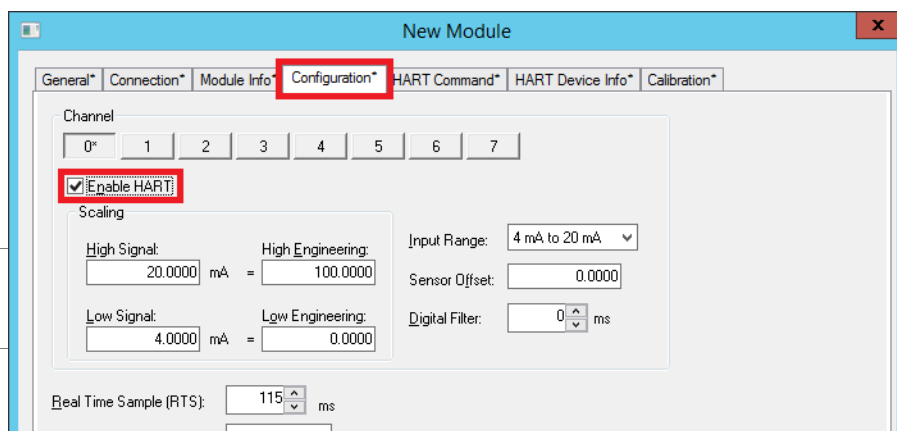 New Module
x
General* Connection* Module Info* Configuration* HART Command* HART Device Info* Calibration*
Channel
0* 1 2 3 4 5 6 7
Enable HART
Scaling
High Signal: High Engineering:
20.0000 mA = 100.0000
Low Signal: Low Engineering:
4.0000 mA = 0.0000
Input Range: 4 mA to 20 mA
Sensor Offset: 0.0000
Digital Filter: 0 ms
Real Time Sample (RTS): 115 ms